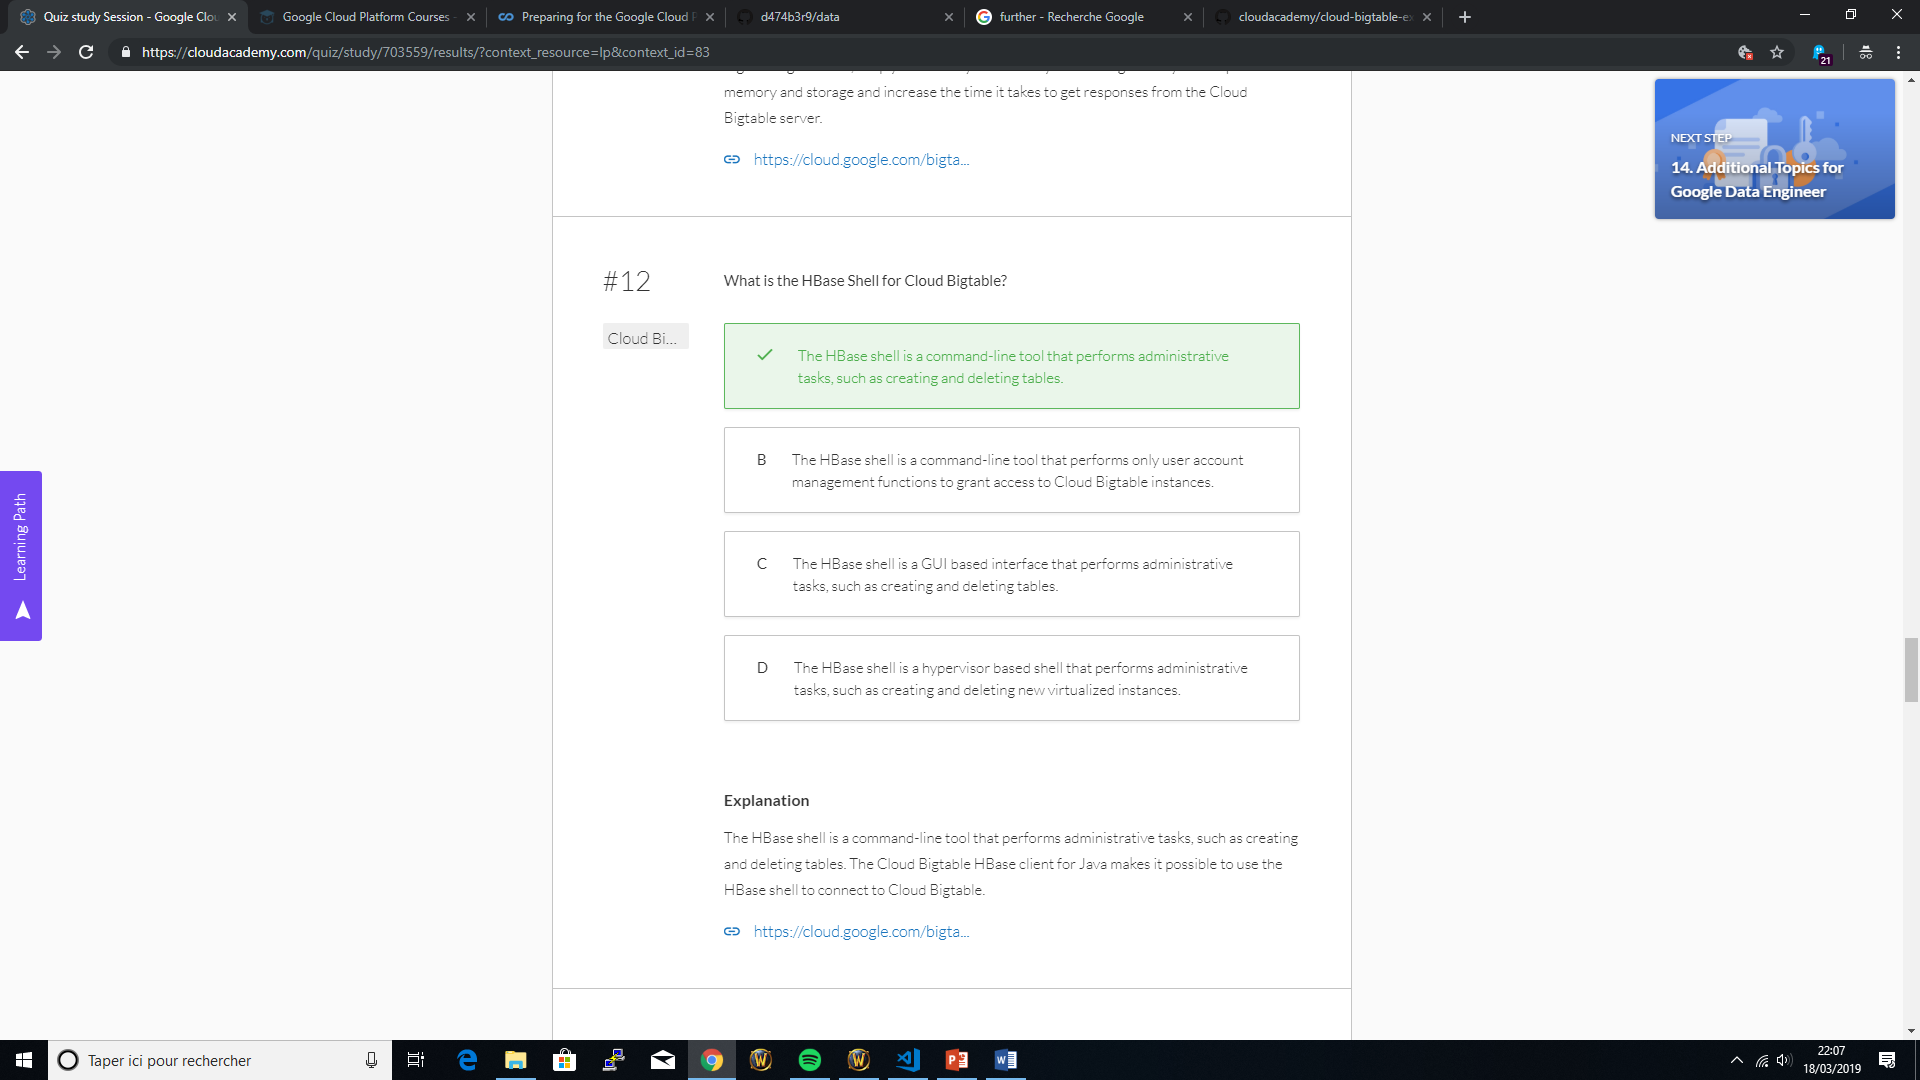 Quiz study Session - Google Clou
Google Cloud Platform Courses -
Preparing for the Google Cloud P
d474b3r9/data
further - Recherche Google
cloudacademy/cloud-bigtable-ex
https://cloudacademy.com/quiz/study/703559/results/?context_resource=lp&context_id=83
21
memory and storage and increase the time it takes to get responses from the Cloud
Bigtable server.
https://cloud.google.com/bigta...
NEXT STEP
14. Additional Topics for
Google Data Engineer
#12
What is the HBase Shell for Cloud Bigtable?
Cloud Bi...
The HBase shell is a command-line tool that performs administrative
tasks, such as creating and deleting tables.
B
The HBase shell is a command-line tool that performs only user account
management functions to grant access to Cloud Bigtable instances.
C
The HBase shell is a GUI based interface that performs administrative
tasks, such as creating and deleting tables.
D
The HBase shell is a hypervisor based shell that performs administrative
tasks, such as creating and deleting new virtualized instances.
Learning Path
Explanation
The HBase shell is a command-line tool that performs administrative tasks, such as creating
and deleting tables. The Cloud Bigtable HBase client for Java makes it possible to use the
HBase shell to connect to Cloud Bigtable.
https://cloud.google.com/bigta...
Taper ici pour rechercher
22:07
18/03/2019